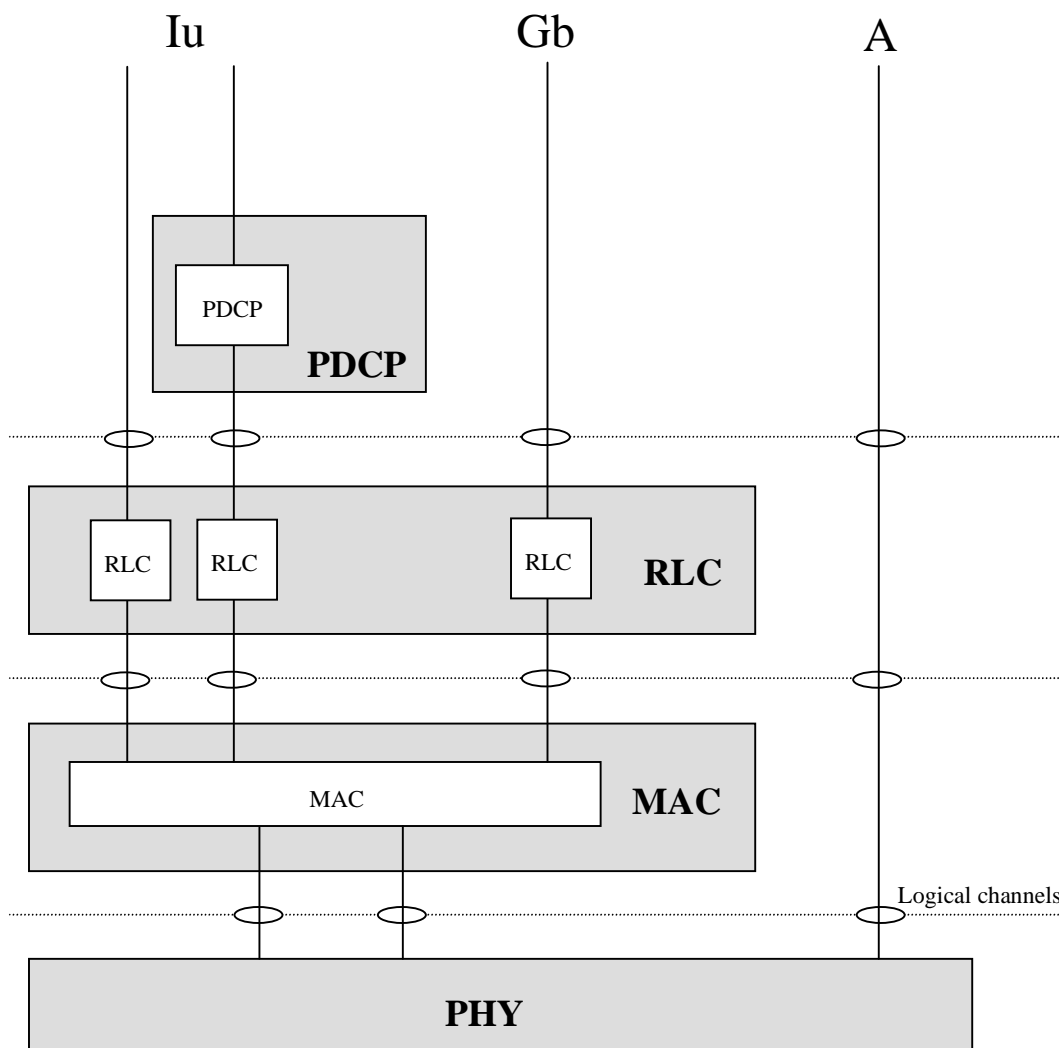 Iu
Gb
A
PDCP
PDCP
RLC
RLC
RLC
RLC
MAC
MAC
Logical channels
PHY